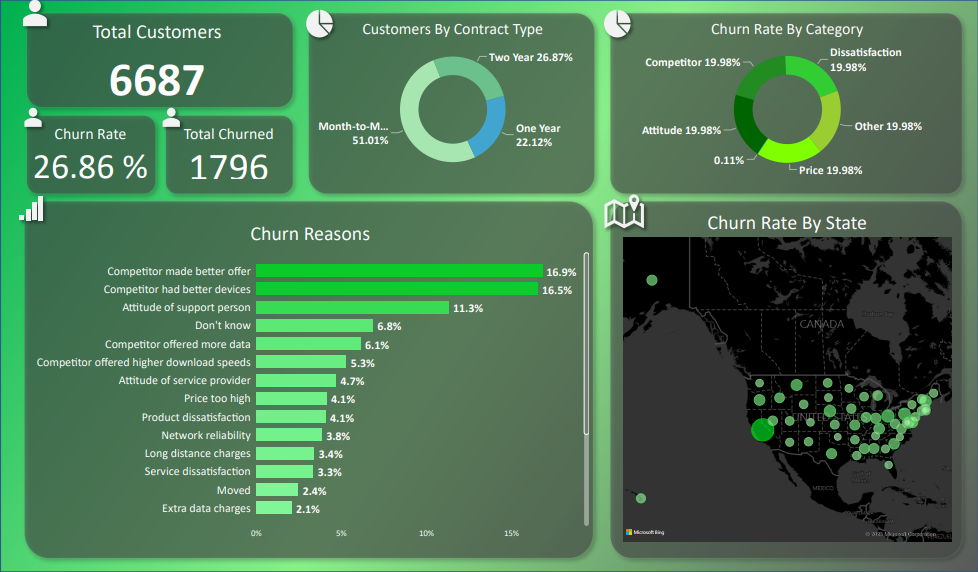 Total Customers
6687
Churn Rate
26.86 %
Total Churned
1796
Customers By Contract Type
Two Year 26.87%
Month-to-M...
51.01%
One Year
22.12%
Churn Rate By Category
Competitor 19.98%
Dissatisfaction
19.98%
Attitude 19.98%
Other 19.98%
0.11%
Price 19.98%
Churn Reasons
Competitor made better offer 16.9%
Competitor had better devices 16.5%
Attitude of support person 11.3%
Don't know 6.8%
Competitor offered more data 6.1%
Competitor offered higher download speeds 5.3%
Attitude of service provider 4.7%
Price too high 4.1%
Product dissatisfaction 4.1%
Network reliability 3.8%
Long distance charges 3.4%
Service dissatisfaction 3.3%
Moved 2.4%
Extra data charges 2.1%
0% 5% 10% 15%
Churn Rate By State
CANADA
UNITED STATES
MEXICO
Microsoft Bing
© 2023 Microsoft Corporation